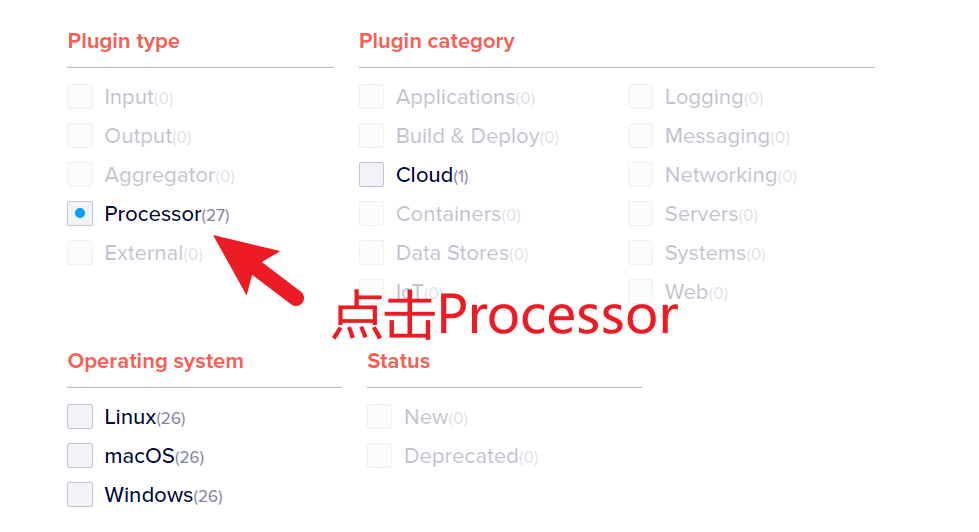 Plugin type
Input(0)
Output(0)
Aggregator(0)
Processor(27)
External(0)
Plugin category
Applications(0)
Build & Deploy(0)
Cloud(1)
Containers(0)
Data Stores(0)
IoT(0)
Logging(0)
Messaging(0)
Networking(0)
Servers(0)
Systems(0)
Web(0)
点击Processor
Operating system
Linux(26)
macOS(26)
Windows(26)
Status
New(0)
Deprecated(0)